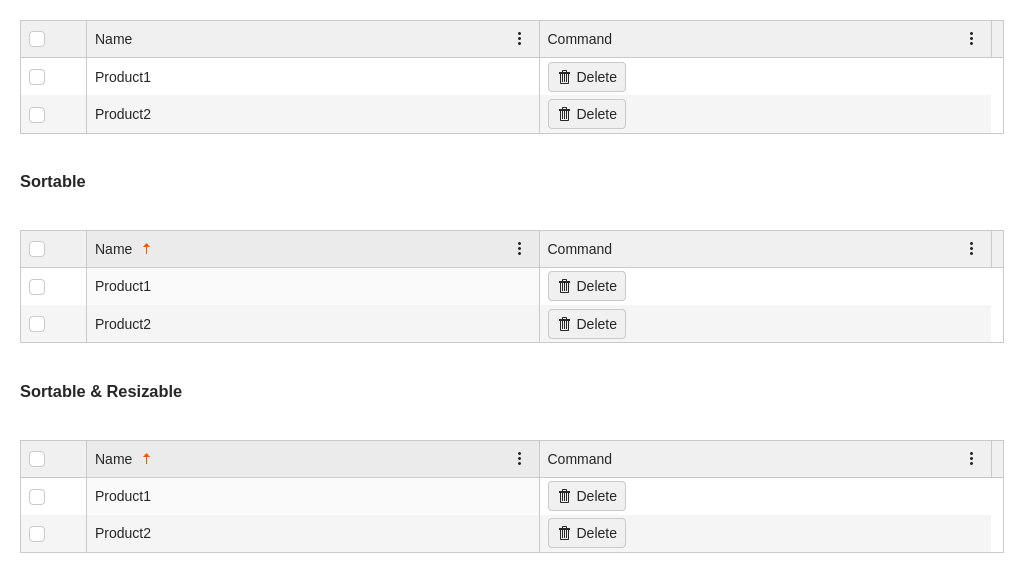 Name Command
Product1 Delete
Product2 Delete
Sortable
Name Command
Product1 Delete
Product2 Delete
Sortable & Resizable
Name Command
Product1 Delete
Product2 Delete